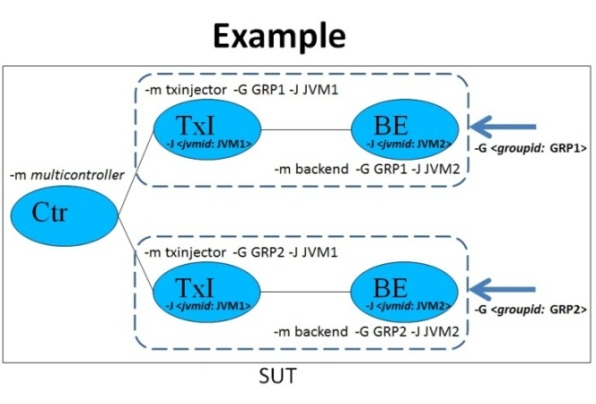 Example
-m txinjector -G GRP1 -J JVM1
TxI
-J <jvmid: JVM1>
BE
-J <jvmid: JVM2>
-G <groupid: GRP1>
-m backend -G GRP1 -J JVM2
-m multicontroller
Ctr
-m txinjector -G GRP2 -J JVM1
TxI
-J <jvmid: JVM1>
BE
-J <jvmid: JVM2>
-G <groupid: GRP2>
-m backend -G GRP2 -J JVM2
SUT